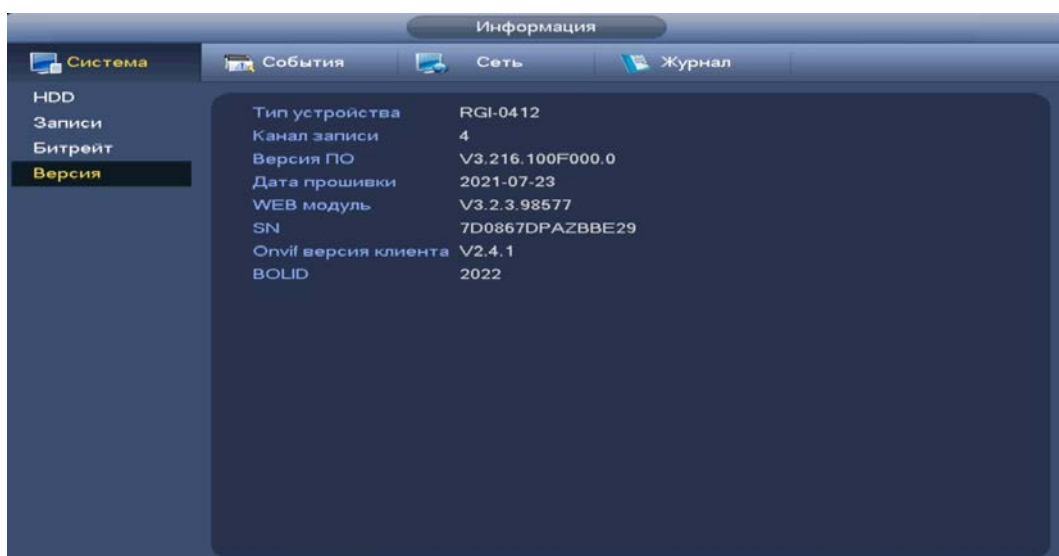 Информация
Система События Сеть Журнал
HDD
Записи
Битрейт
Версия
Тип устройства RGI-0412
Канал записи 4
Версия ПО V3.216.100F000.0
Дата прошивки 2021-07-23
WEB модуль V3.2.3.98577
SN 7D0867DPAZBBE29
Onvif версия клиента V2.4.1
BOLID 2022